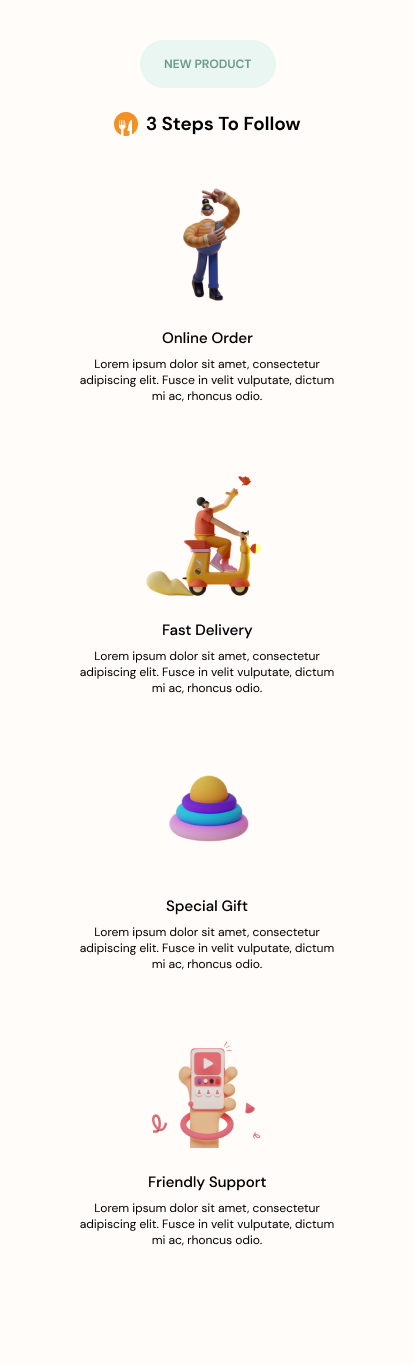 NEW PRODUCT
3 Steps To Follow
Online Order
Lorem ipsum dolor sit amet, consectetur
adipiscing elit. Fusce in velit vulputate, dictum
mi ac, rhoncus odio.
Fast Delivery
Lorem ipsum dolor sit amet, consectetur
adipiscing elit. Fusce in velit vulputate, dictum
mi ac, rhoncus odio.
Special Gift
Lorem ipsum dolor sit amet, consectetur
adipiscing elit. Fusce in velit vulputate, dictum
mi ac, rhoncus odio.
Friendly Support
Lorem ipsum dolor sit amet, consectetur
adipiscing elit. Fusce in velit vulputate, dictum
mi ac, rhoncus odio.